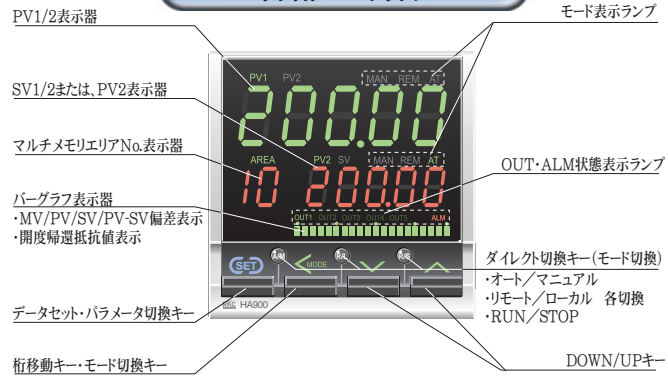 PV1/2表示器
モード表示ランプ
PV1 PV2 MAN REM AT
200.00
SV1/2または、PV2表示器
マルチメモリエリアNo.表示器
AREA PV2 SV MAN REM AT
10 200.00
OUT・ALM状態表示ランプ
OUT1 OUT2 OUT3 OUT4 OUT5 ALM
バーグラフ表示器
・MV/PV/SV/PV-SV偏差表示
・開度帰還抵抗値表示
SET A/M <MODE R/L R/S
ダイレクト切換キー(モード切換)
・オート/マニュアル
・リモート/ローカル 各切換
・RUN/STOP
HA900
データセット・パラメータ切換キー
桁移動キー・モード切換キー
DOWN/UPキー